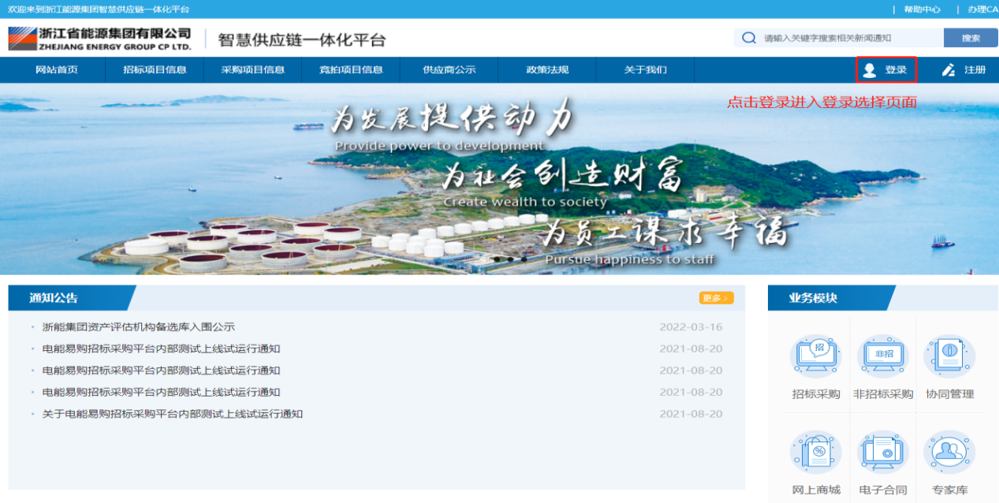 欢迎来到浙江能源集团智慧供应链一体化平台
| 帮助中心 | 办理CA
浙江省能源集团有限公司
ZHEJIANG ENERGY GROUP CP LTD.
智慧供应链一体化平台
请输入关键字搜索相关新闻通知
搜索
网站首页 招标项目信息 采购项目信息 竞拍项目信息 供应商公示 政策法规 关于我们 登录 注册
点击登录进入登录选择页面
为发展提供动力
Provide power to development
为社会创造财富
Create wealth to society
为员工谋求幸福
Pursue happiness to staff
通知公告 更多>
浙能集团资产评估机构备选库入围公示 2022-03-16
电能易购招标采购平台内部测试上线试运行通知 2021-08-20
电能易购招标采购平台内部测试上线试运行通知 2021-08-20
电能易购招标采购平台内部测试上线试运行通知 2021-08-20
关于电能易购招标采购平台内部测试上线试运行通知 2021-08-20
业务模块
招 非招
招标采购 非招标采购 协同管理
%
网上商城 电子合同 专家库